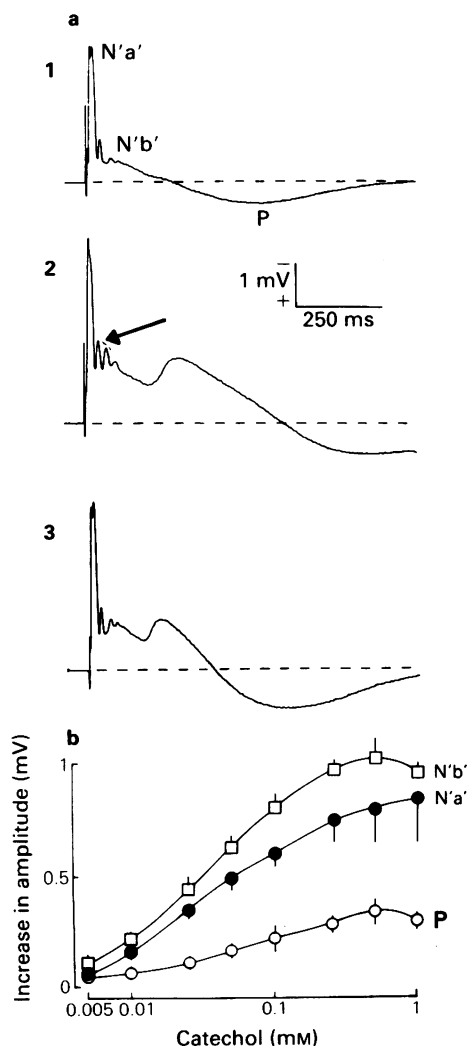 a
1
N'a'
N'b'
P
2
−
1 mV
+
250 ms
3
b
Increase in amplitude (mV)
1
0.5
0
N'b'
N'a'
P
0.005 0.01 0.1 1
Catechol (mM)